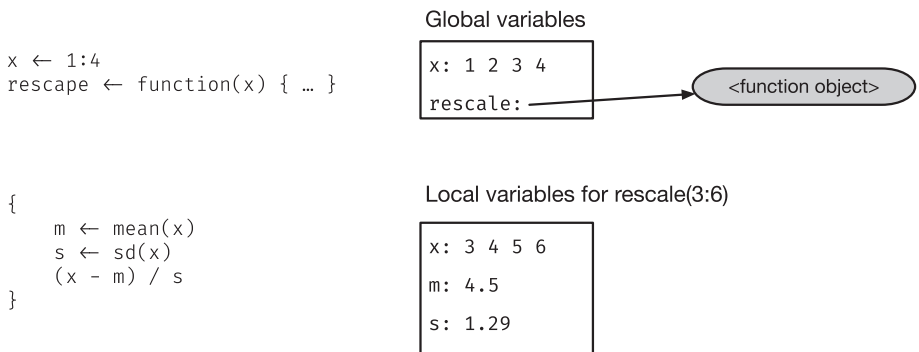 Global variables
x ← 1:4
rescape ← function(x) { … }
x: 1 2 3 4
rescale:
<function object>
Local variables for rescale(3:6)
{
m ← mean(x)
s ← sd(x)
(x - m) / s
}
x: 3 4 5 6
m: 4.5
s: 1.29